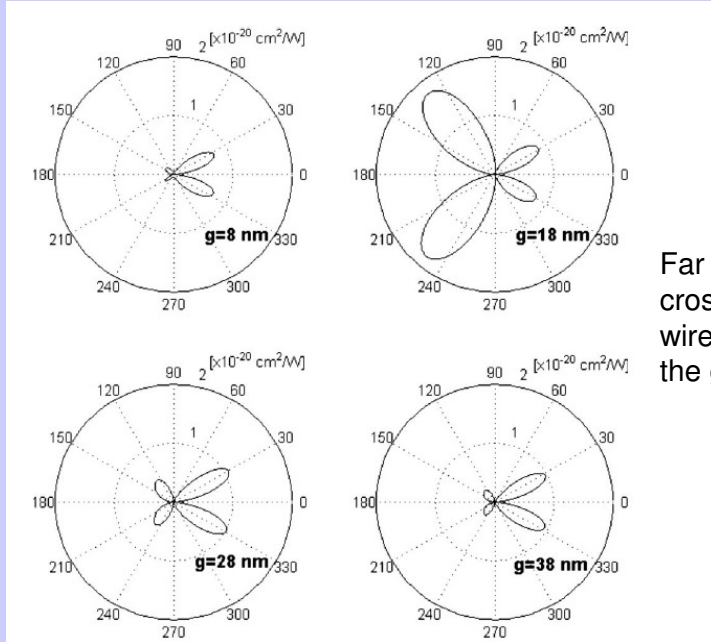 90 2 [x10⁻²⁰ cm²/W]
120 60
150 1 30
180 0
210 g=8 nm 330
240 300
270
90 2 [x10⁻²⁰ cm²/W]
120 60
150 1 30
180 0
210 g=18 nm 330
240 300
270
Far
cros
wire
the
90 2 [x10⁻²⁰ cm²/W]
120 60
150 1 30
180 0
210 g=28 nm 330
240 300
270
90 2 [x10⁻²⁰ cm²/W]
120 60
150 1 30
180 0
210 g=38 nm 330
240 300
270